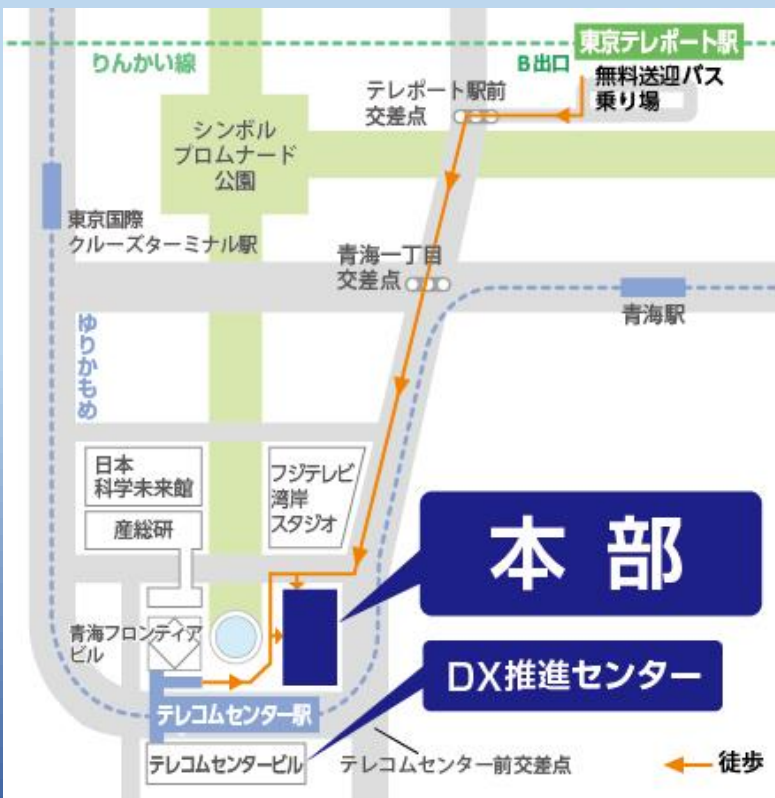 東京テレポート駅
りんかい線
B出口
無料送迎バス
乗り場
テレポート駅前
交差点
シンボル
プロムナード
公園
東京国際
クルーズターミナル駅
青海一丁目
交差点
青海駅
ゆりかもめ
日本
科学未来館
フジテレビ
湾岸
スタジオ
産総研
本部
青海フロンティア
ビル
DX推進センター
テレコムセンター駅
テレコムセンタービル
テレコムセンター前交差点
徒歩